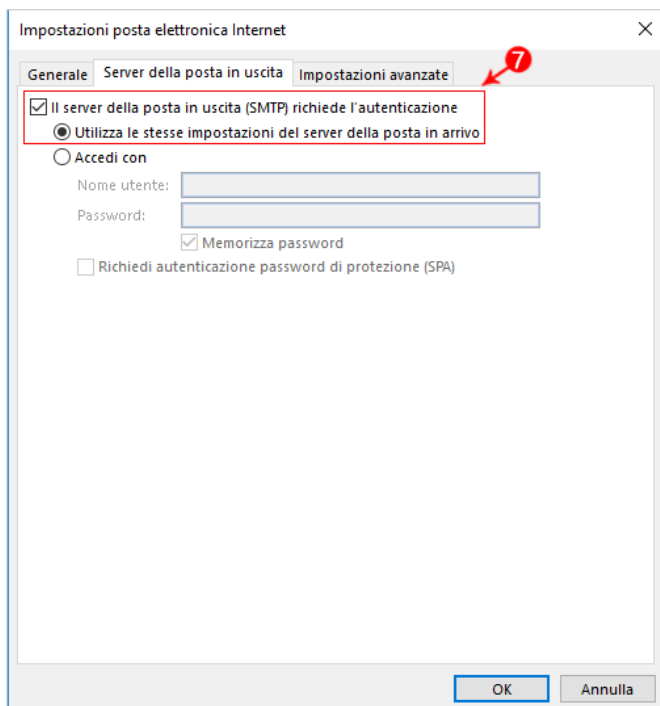 Impostazioni posta elettronica Internet
Generale Server della posta in uscita Impostazioni avanzate
7
Il server della posta in uscita (SMTP) richiede l'autenticazione
Utilizza le stesse impostazioni del server della posta in arrivo
Accedi con
Nome utente:
Password:
Memorizza password
Richiedi autenticazione password di protezione (SPA)
OK Annulla